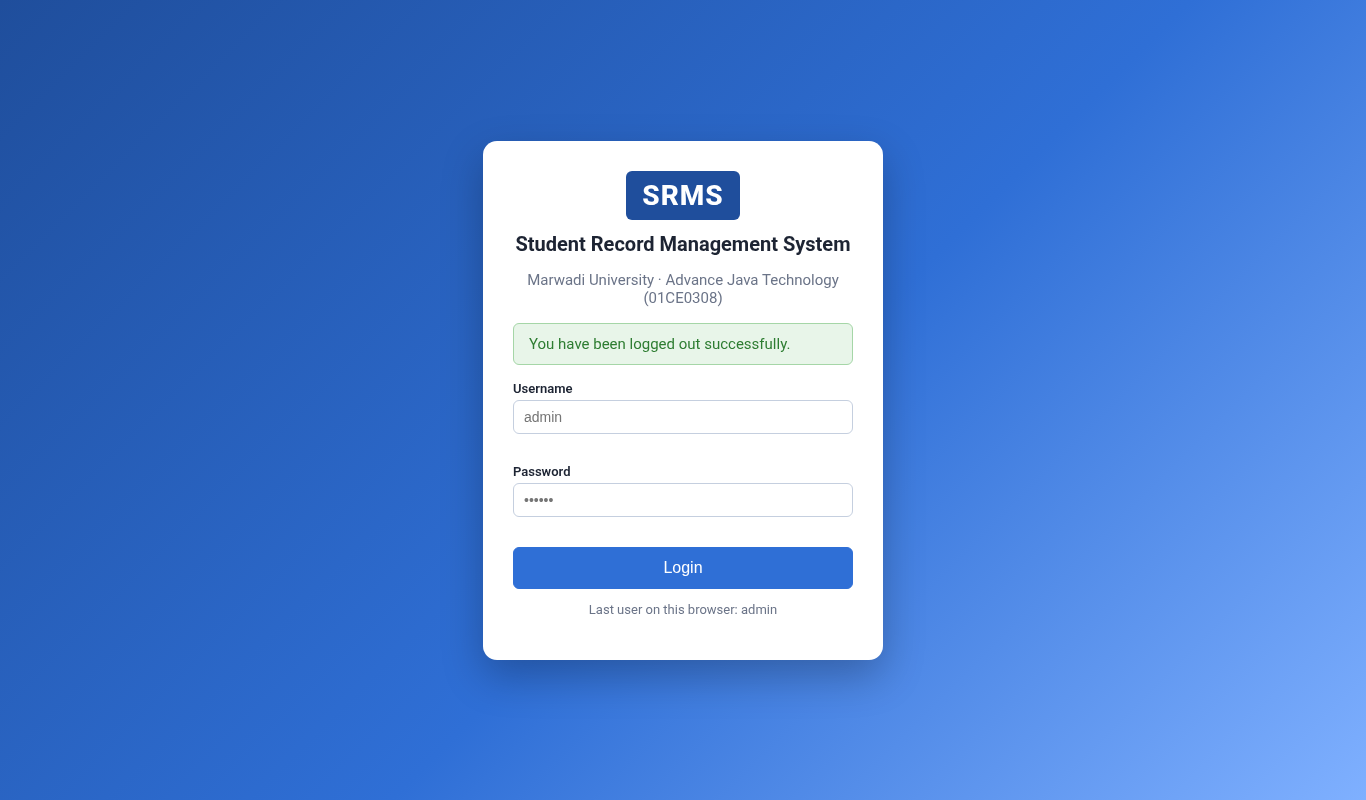 SRMS
Student Record Management System
Marwadi University · Advance Java Technology
(01CE0308)
You have been logged out successfully.
Username
admin
Password
••••••
Login
Last user on this browser: admin